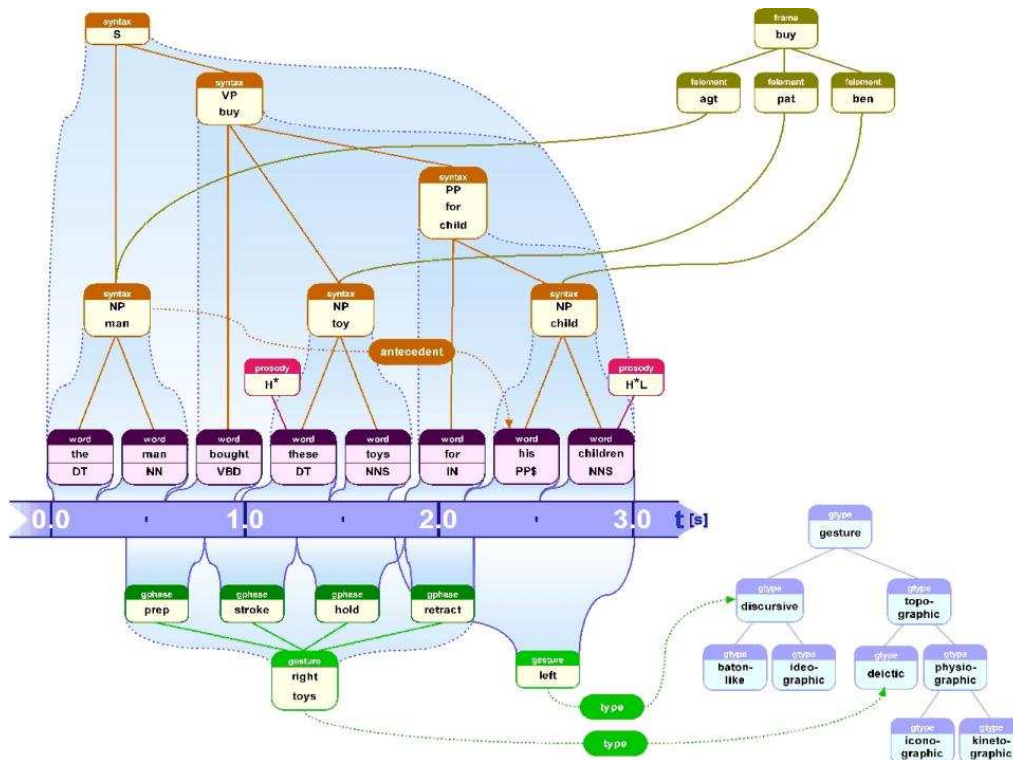 syntax
S
frame
buy
syntax
VP
buy
felement
agt
felement
pat
felement
ben
syntax
PP
for
child
syntax
NP
man
syntax
NP
toy
syntax
NP
child
antecedent
prosody
H*
prosody
H*L
word
the
DT
word
man
NN
word
bought
VBD
word
these
DT
word
toys
NNS
word
for
IN
word
his
PP$
word
children
NNS
0.0 1.0 2.0 3.0 t [s]
gtype
gesture
gphase
prep
gphase
stroke
gphase
hold
gphase
retract
gtype
discursive
gtype
topo-
graphic
gtype
baton-
like
gtype
ideo-
graphic
gtype
deictic
gtype
physio-
graphic
gesture
right
toys
gesture
left
type
type
gtype
icono-
graphic
gtype
kineto-
graphic